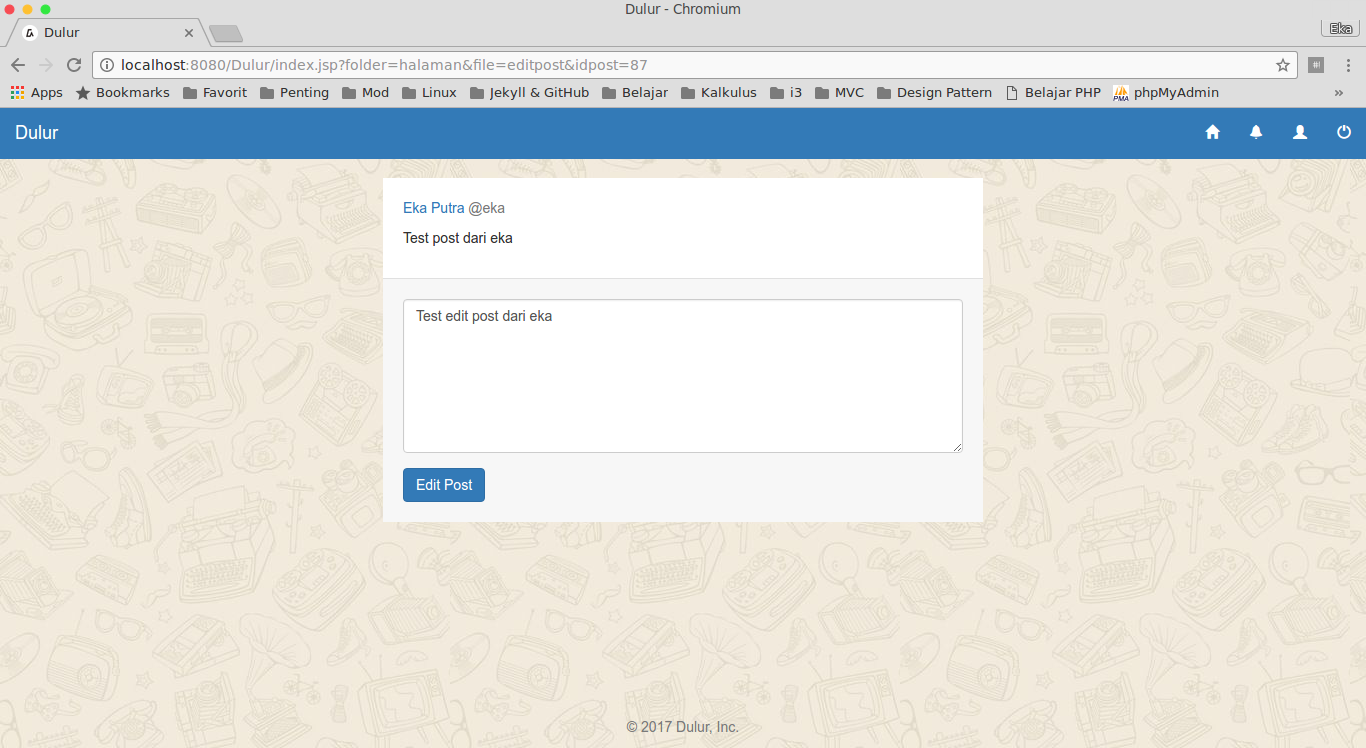 Dulur - Chromium
Dulur
Eka
localhost:8080/Dulur/index.jsp?folder=halaman&file=editpost&idpost=87
#!
Apps Bookmarks Favorit Penting Mod Linux Jekyll & GitHub Belajar Kalkulus i3 MVC Design Pattern Belajar PHP PMA phpMyAdmin »
Dulur
Eka Putra @eka
Test post dari eka
Test edit post dari eka
Edit Post
© 2017 Dulur, Inc.